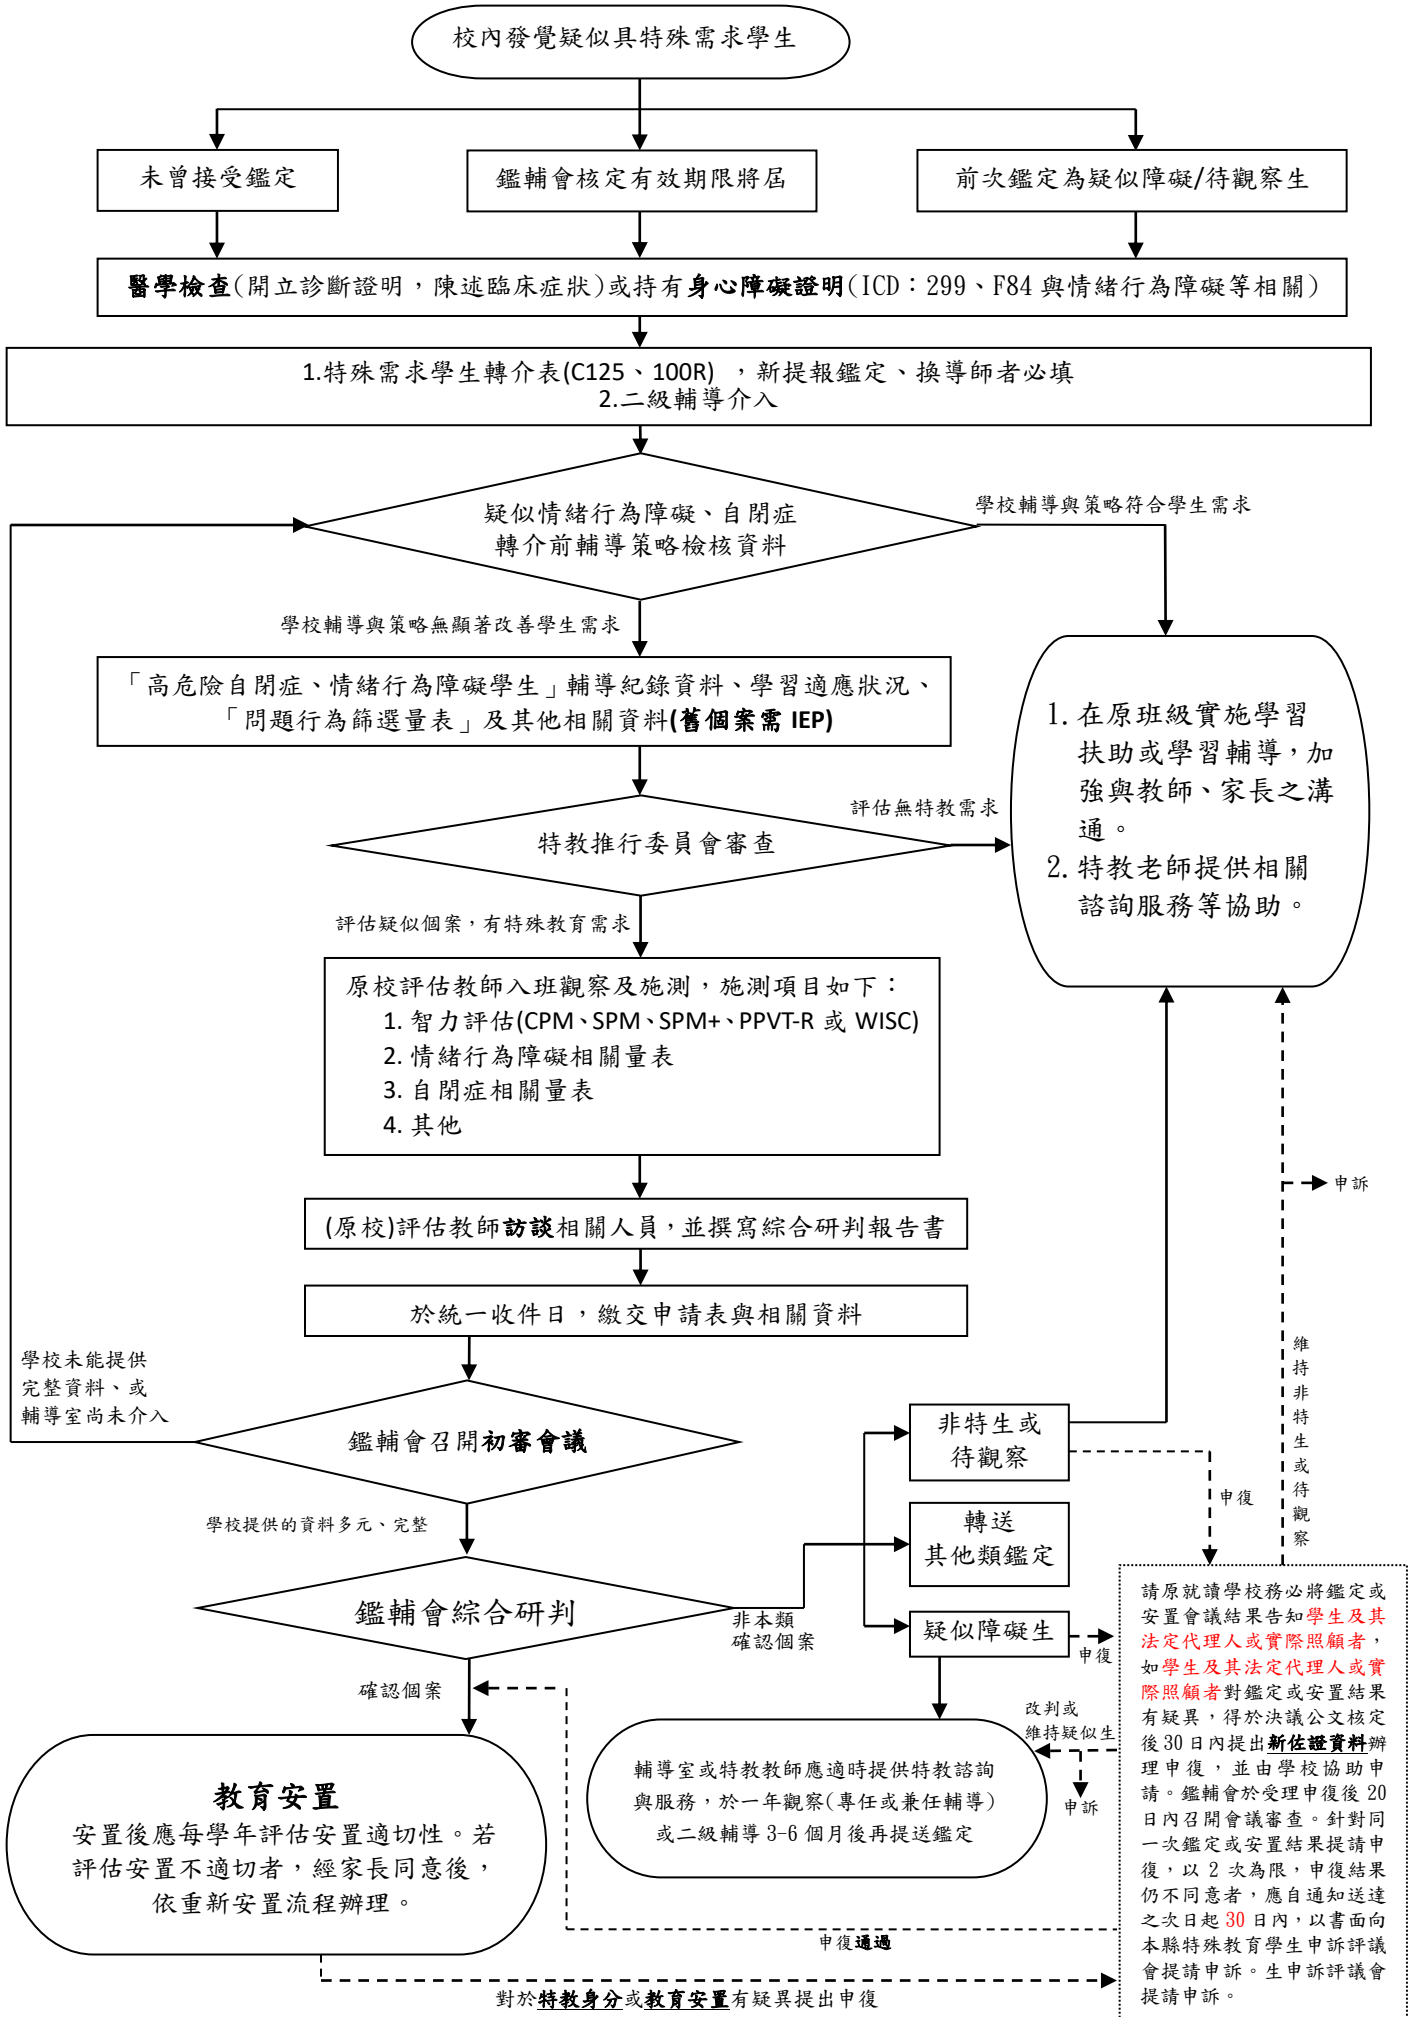 校內發覺疑似具特殊需求學生
未曾接受鑑定
鑑輔會核定有效期限將屆
前次鑑定為疑似障礙/待觀察生
醫學檢查(開立診斷證明，陳述臨床症狀)或持有身心障礙證明(ICD：299、F84 與情緒行為障礙等相關)
1.特殊需求學生轉介表(C125、100R) ，新提報鑑定、換導師者必填
2.二級輔導介入
疑似情緒行為障礙、自閉症
轉介前輔導策略檢核資料
學校輔導與策略符合學生需求
學校輔導與策略無顯著改善學生需求
「高危險自閉症、情緒行為障礙學生」輔導紀錄資料、學習適應狀況、
「問題行為篩選量表」及其他相關資料(舊個案需 IEP)
1. 在原班級實施學習
扶助或學習輔導，加
強與教師、家長之溝
通。
2. 特教老師提供相關
諮詢服務等協助。
特教推行委員會審查
評估無特教需求
評估疑似個案，有特殊教育需求
原校評估教師入班觀察及施測，施測項目如下：
1. 智力評估(CPM、SPM、SPM+、PPVT-R 或 WISC)
2. 情緒行為障礙相關量表
3. 自閉症相關量表
4. 其他
申訴
(原校)評估教師訪談相關人員，並撰寫綜合研判報告書
於統一收件日，繳交申請表與相關資料
學校未能提供
完整資料、或
輔導室尚未介入
鑑輔會召開初審會議
學校提供的資料多元、完整
非特生或
待觀察
申復
維持非特生或待觀察
轉送
其他類鑑定
鑑輔會綜合研判
非本類
確認個案
疑似障礙生
申復
確認個案
改判或
維持疑似生
申訴
教育安置
安置後應每學年評估安置適切性。若
評估安置不適切者，經家長同意後，
依重新安置流程辦理。
輔導室或特教教師應適時提供特教諮詢
與服務，於一年觀察(專任或兼任輔導)
或二級輔導 3-6 個月後再提送鑑定
請原就讀學校務必將鑑定或
安置會議結果告知學生及其
法定代理人或實際照顧者，
如學生及其法定代理人或實
際照顧者對鑑定或安置結果
有疑異，得於決議公文核定
後 30 日內提出新佐證資料辦
理申復，並由學校協助申
請。鑑輔會於受理申復後 20
日內召開會議審查。針對同
一次鑑定或安置結果提請申
復，以 2 次為限，申復結果
仍不同意者，應自通知送達
之次日起 30 日內，以書面向
本縣特殊教育學生申訴評議
會提請申訴。生申訴評議會
提請申訴。
申復通過
對於特教身分或教育安置有疑異提出申復